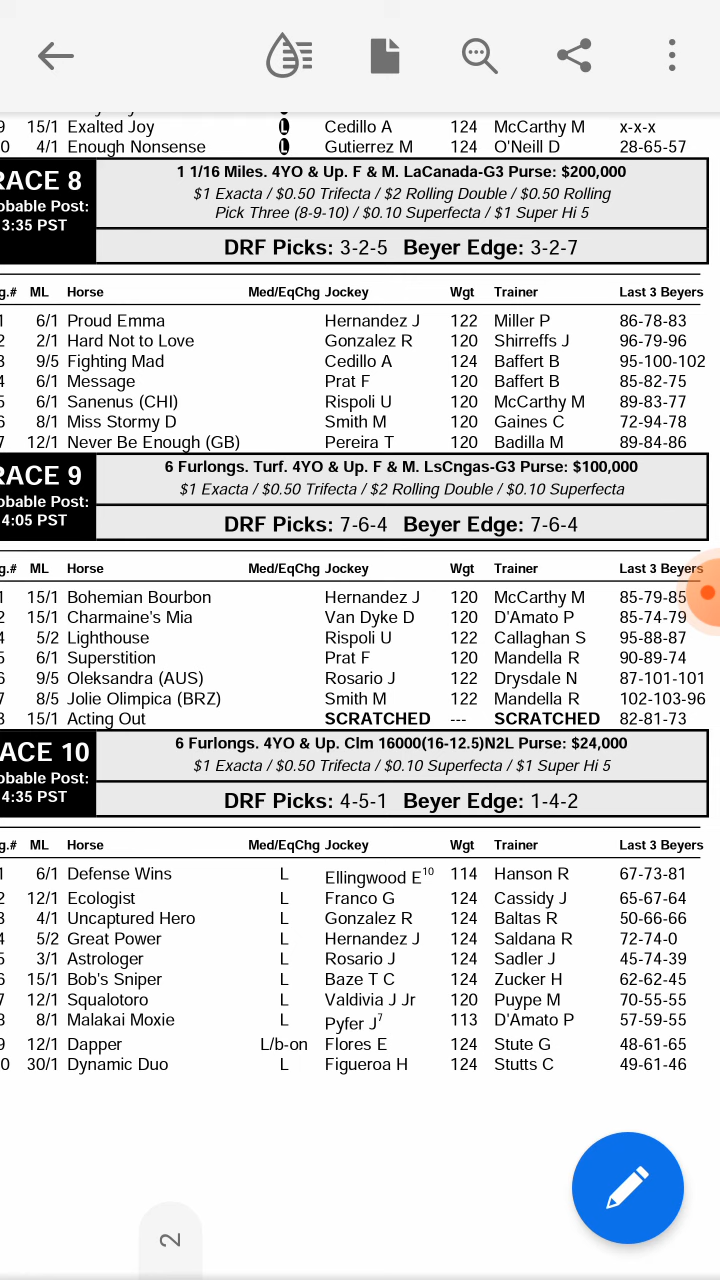 9 15/1 Exalted Joy L Cedillo A 124 McCarthy M x-x-x
0 4/1 Enough Nonsense L Gutierrez M 124 O'Neill D 28-65-57
RACE 8
obable Post:
3:35 PST
1 1/16 Miles. 4YO & Up. F & M. LaCanada-G3 Purse: $200,000
$1 Exacta / $0.50 Trifecta / $2 Rolling Double / $0.50 Rolling
Pick Three (8-9-10) / $0.10 Superfecta / $1 Super Hi 5
DRF Picks: 3-2-5 Beyer Edge: 3-2-7
g.# ML Horse Med/EqChg Jockey Wgt Trainer Last 3 Beyers
1 6/1 Proud Emma Hernandez J 122 Miller P 86-78-83
2 2/1 Hard Not to Love Gonzalez R 120 Shirreffs J 96-79-96
3 9/5 Fighting Mad Cedillo A 124 Baffert B 95-100-102
4 6/1 Message Prat F 120 Baffert B 85-82-75
5 6/1 Sanenus (CHI) Rispoli U 120 McCarthy M 89-83-77
6 8/1 Miss Stormy D Smith M 120 Gaines C 72-94-78
7 12/1 Never Be Enough (GB) Pereira T 120 Badilla M 89-84-86
RACE 9
obable Post:
4:05 PST
6 Furlongs. Turf. 4YO & Up. F & M. LsCngas-G3 Purse: $100,000
$1 Exacta / $0.50 Trifecta / $2 Rolling Double / $0.10 Superfecta
DRF Picks: 7-6-4 Beyer Edge: 7-6-4
g.# ML Horse Med/EqChg Jockey Wgt Trainer Last 3 Beyers
1 15/1 Bohemian Bourbon Hernandez J 120 McCarthy M 85-79-85
2 15/1 Charmaine's Mia Van Dyke D 120 D'Amato P 85-74-79
4 5/2 Lighthouse Rispoli U 122 Callaghan S 95-88-87
5 6/1 Superstition Prat F 120 Mandella R 90-89-74
6 9/5 Oleksandra (AUS) Rosario J 122 Drysdale N 87-101-101
7 8/5 Jolie Olimpica (BRZ) Smith M 122 Mandella R 102-103-96
8 15/1 Acting Out SCRATCHED --- SCRATCHED 82-81-73
ACE 10
obable Post:
4:35 PST
6 Furlongs. 4YO & Up. Clm 16000(16-12.5)N2L Purse: $24,000
$1 Exacta / $0.50 Trifecta / $0.10 Superfecta / $1 Super Hi 5
DRF Picks: 4-5-1 Beyer Edge: 1-4-2
g.# ML Horse Med/EqChg Jockey Wgt Trainer Last 3 Beyers
1 6/1 Defense Wins L Ellingwood E10 114 Hanson R 67-73-81
2 12/1 Ecologist L Franco G 124 Cassidy J 65-67-64
3 4/1 Uncaptured Hero L Gonzalez R 124 Baltas R 50-66-66
4 5/2 Great Power L Hernandez J 124 Saldana R 72-74-0
5 3/1 Astrologer L Rosario J 124 Sadler J 45-74-39
6 15/1 Bob's Sniper L Baze T C 124 Zucker H 62-62-45
7 12/1 Squalotoro L Valdivia J Jr 120 Puype M 70-55-55
8 8/1 Malakai Moxie L Pyfer J7 113 D'Amato P 57-59-55
9 12/1 Dapper L/b-on Flores E 124 Stute G 48-61-65
0 30/1 Dynamic Duo L Figueroa H 124 Stutts C 49-61-46
2